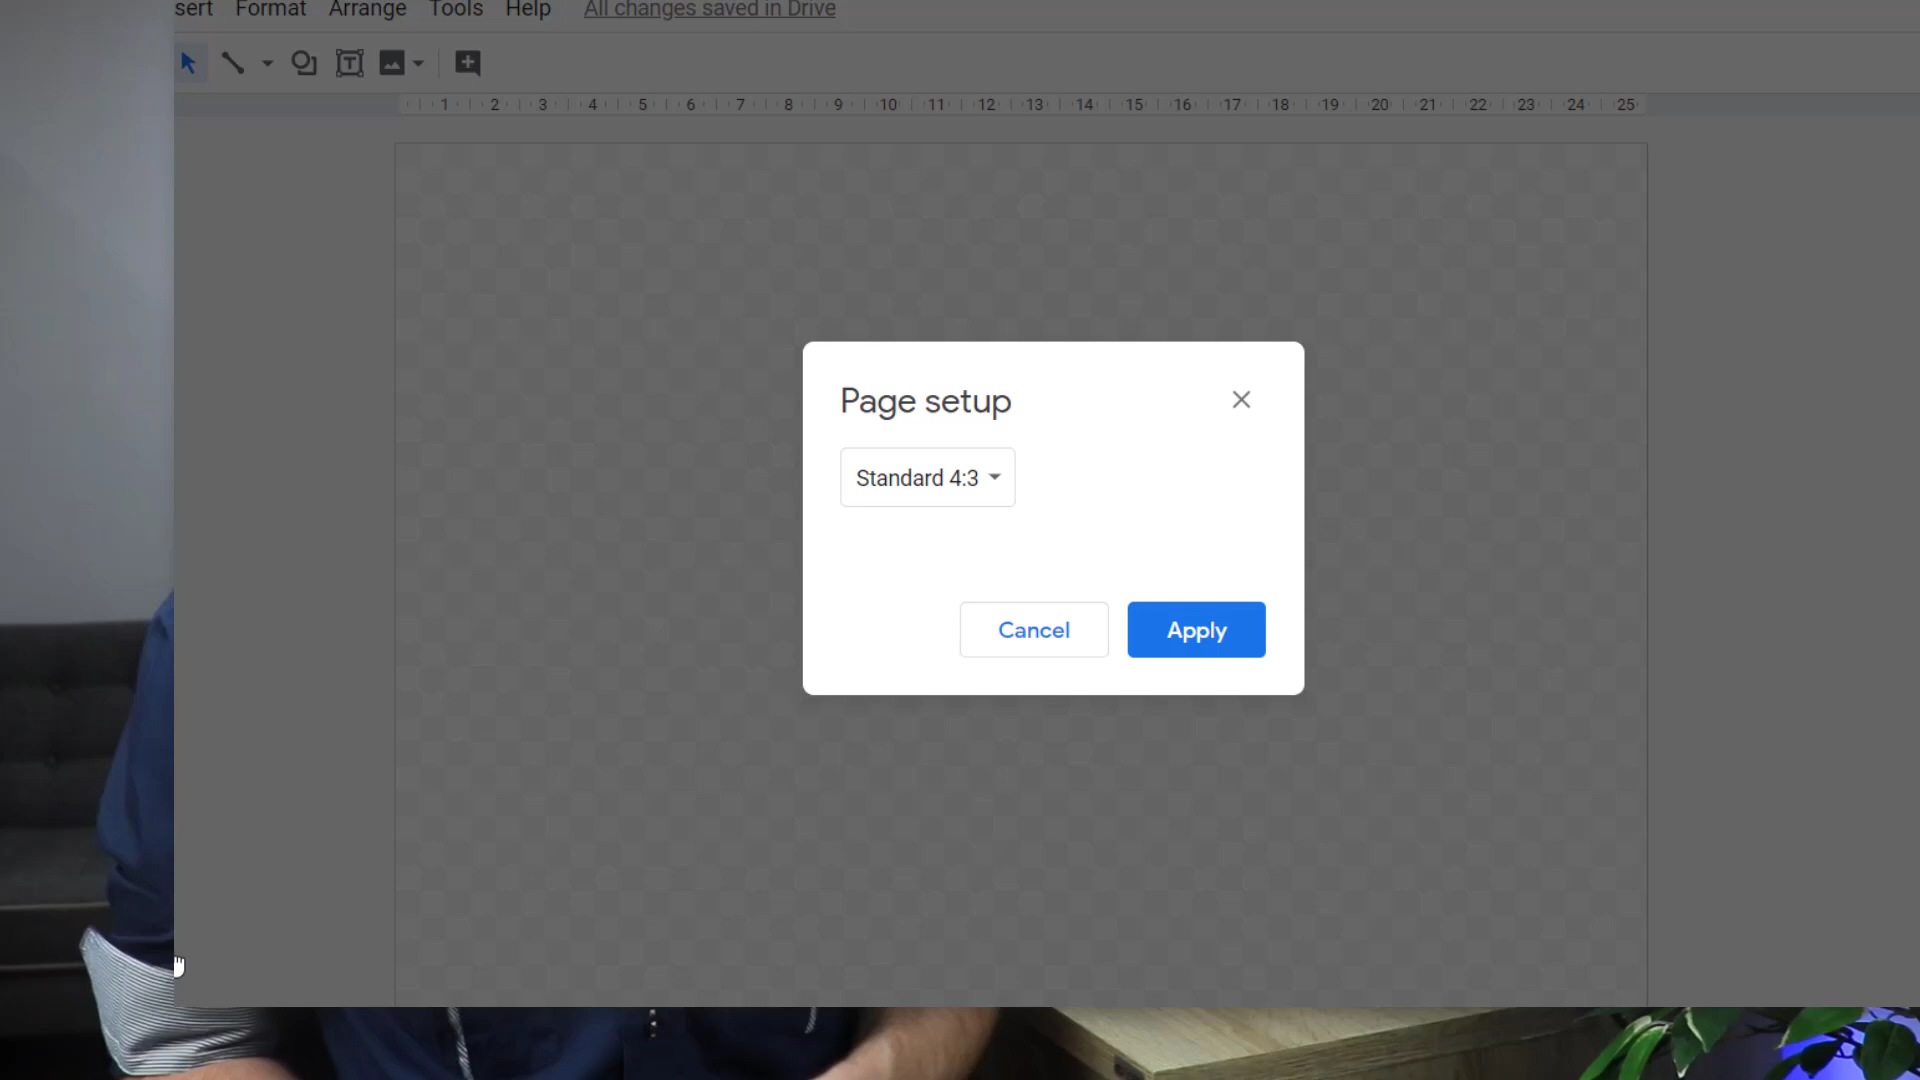 sert Format Arrange Tools Help All changes saved in Drive
1 2 3 4 5 6 7 8 9 10 11 12 13 14 15 16 17 18 19 20 21 22 23 24 25
Page setup
Standard 4:3
Cancel Apply